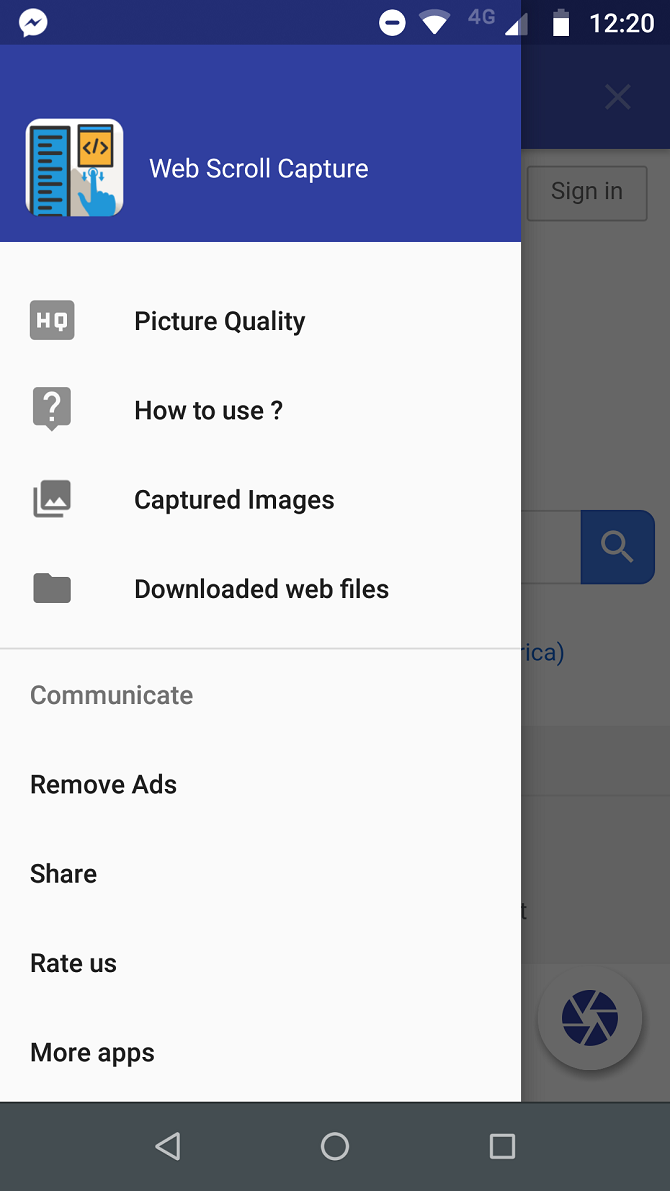 4G 12:20
</>
Web Scroll Capture
Sign in
HQ Picture Quality
How to use ?
Captured Images
Downloaded web files
rica)
Communicate
Remove Ads
Share
t
Rate us
More apps